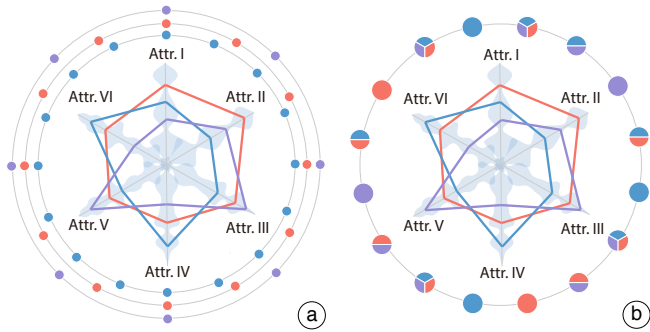 Attr. I
Attr. II
Attr. III
Attr. IV
Attr. V
Attr. VI
a
Attr. I
Attr. II
Attr. III
Attr. IV
Attr. V
Attr. VI
b